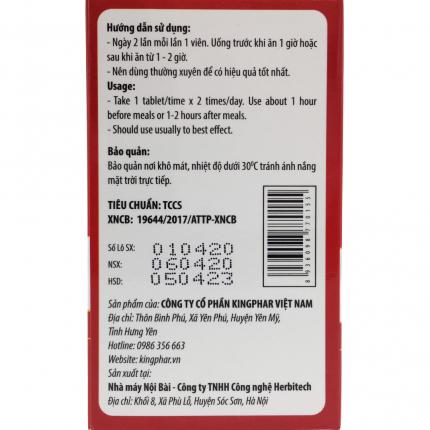 Hướng dẫn sử dụng:
- Ngày 2 lần mỗi lần 1 viên. Uống trước khi ăn 1 giờ hoặc
sau khi ăn từ 1 - 2 giờ.
- Nên dùng thường xuyên để có hiệu quả tốt nhất.
Usage:
- Take 1 tablet/time x 2 times/day. Use about 1 hour
before meals or 1-2 hours after meals.
- Should use usually to best effect.
Bảo quản:
Bảo quản nơi khô mát, nhiệt độ dưới 30⁰C tránh ánh nắng
mặt trời trực tiếp.
TIÊU CHUẨN: TCCS
XNCB: 19644/2017/ATTP-XNCB
Số Lô SX: 010420
NSX: 060420
HSD: 050423
8 936098 770155
Sản phẩm của: CÔNG TY CỔ PHẦN KINGPHAR VIỆT NAM
Địa chỉ: Thôn Bình Phú, Xã Yên Phú, Huyện Yên Mỹ,
Tỉnh Hưng Yên
Hotline: 0986 356 663
Website: kingphar.vn
Sản xuất tại:
Nhà máy Nội Bài - Công ty TNHH Công nghệ Herbitech
Địa chỉ: Khối 8, Xã Phù Lỗ, Huyện Sóc Sơn, Hà Nội